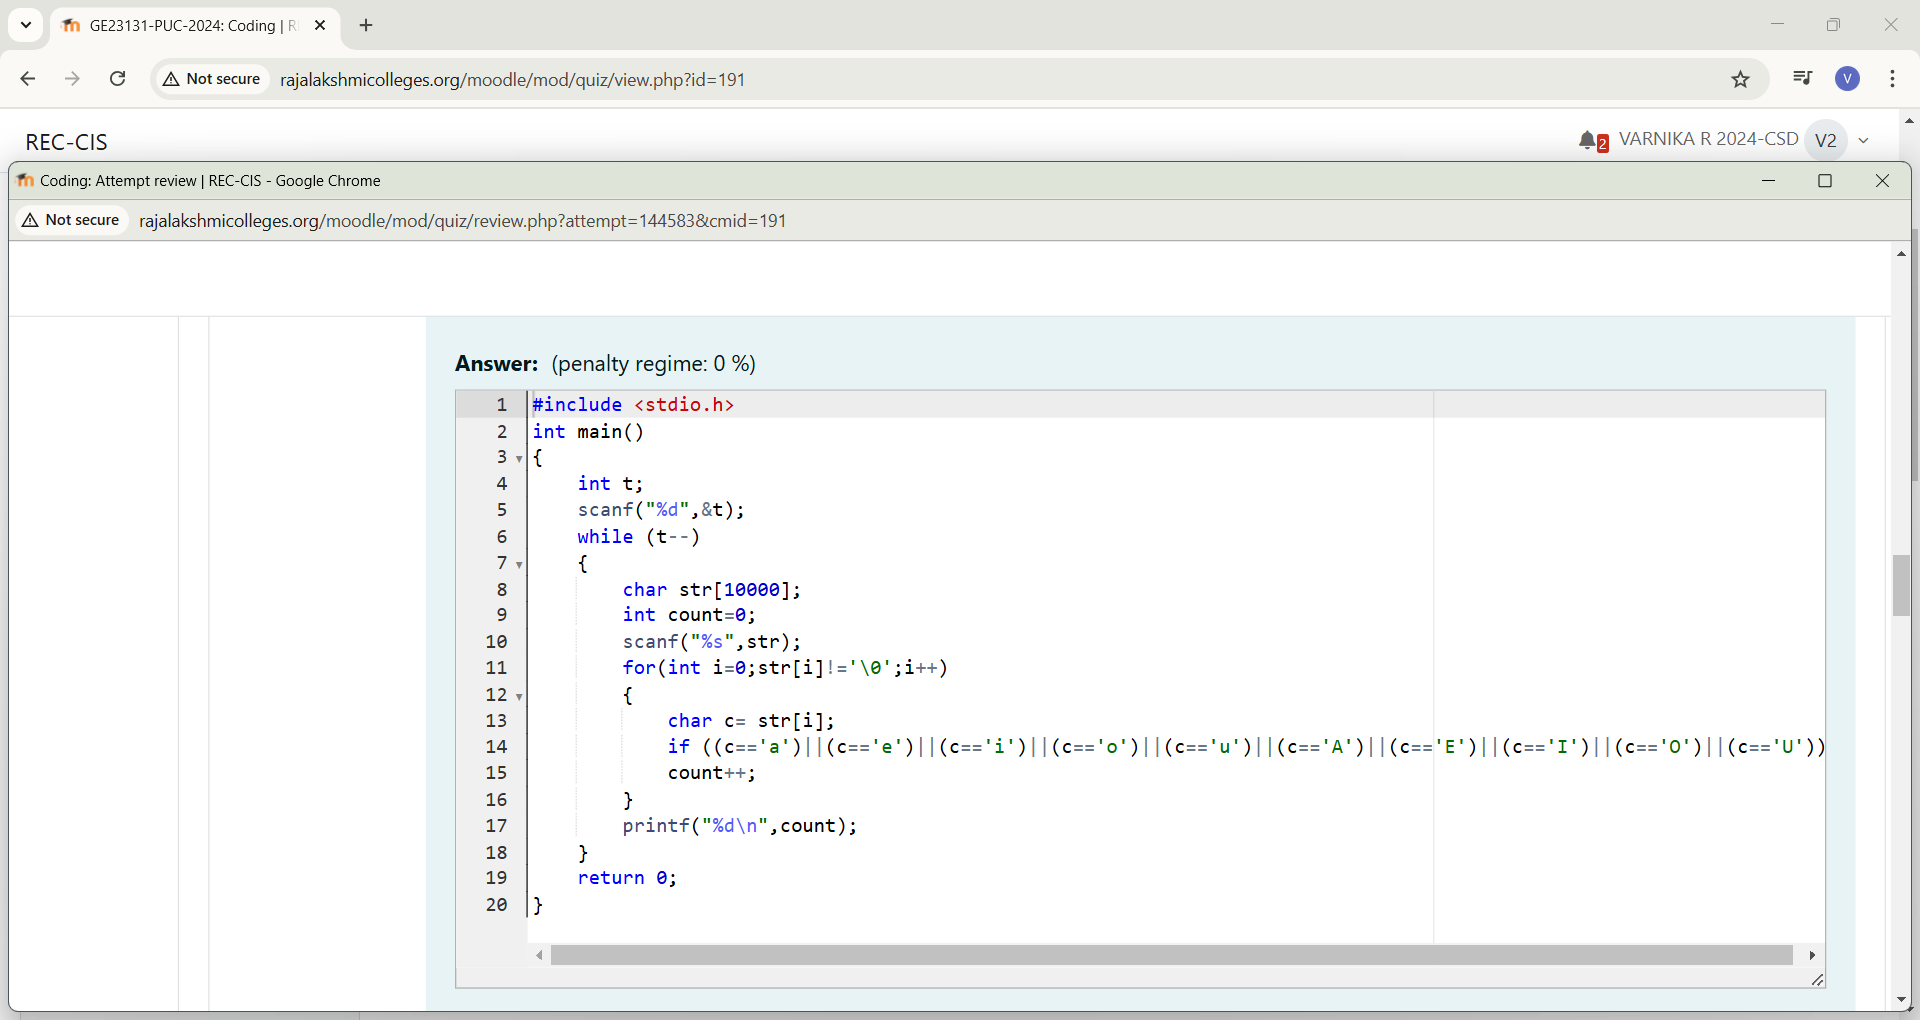 GE23131-PUC-2024: Coding | R
Not secure rajalakshmicolleges.org/moodle/mod/quiz/view.php?id=191 V
REC-CIS 2 VARNIKA R 2024-CSD V2
Coding: Attempt review | REC-CIS - Google Chrome
Not secure rajalakshmicolleges.org/moodle/mod/quiz/review.php?attempt=144583&cmid=191
Answer: (penalty regime: 0 %)
1 #include <stdio.h>
2 int main()
3 {
4 int t;
5 scanf("%d",&t);
6 while (t--)
7 {
8 char str[10000];
9 int count=0;
10 scanf("%s",str);
11 for(int i=0;str[i]!='\0';i++)
12 {
13 char c= str[i];
14 if ((c=='a')||(c=='e')||(c=='i')||(c=='o')||(c=='u')||(c=='A')||(c=='E')||(c=='I')||(c=='O')||(c=='U'))
15 count++;
16 }
17 printf("%d\n",count);
18 }
19 return 0;
20 }